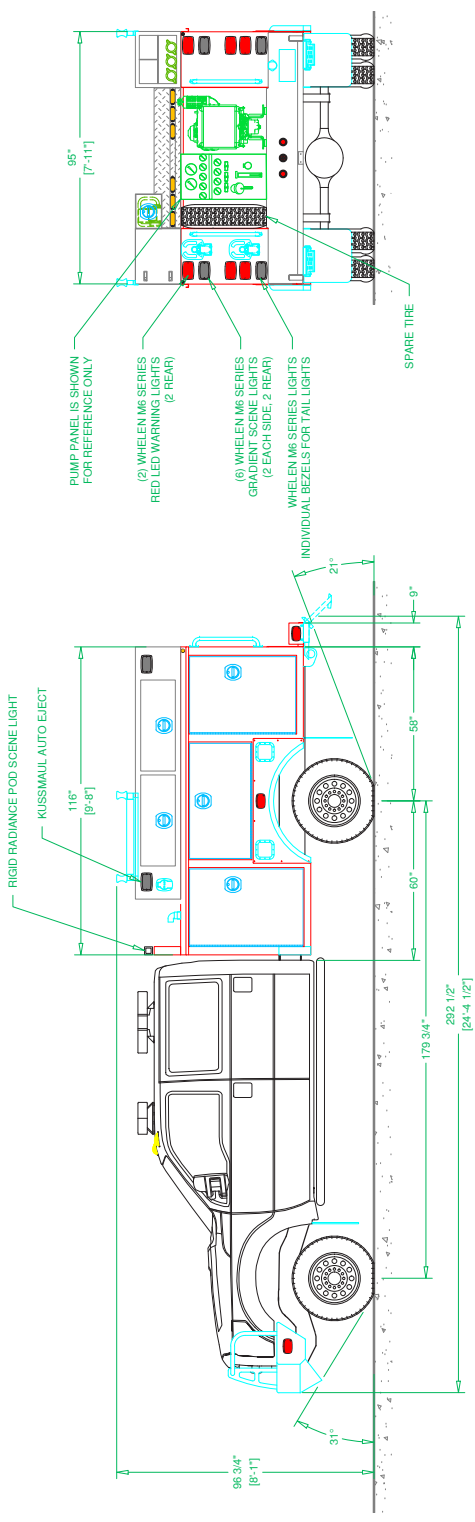 RIGID RADIANCE POD SCENE LIGHT
KUSSMAUL AUTO EJECT
116"
[9'-8"]
96 3/4"
[8'-1"]
31°
21°
9"
58"
60"
179 3/4"
292 1/2"
[24'-4 1/2"]
95"
[7'-11"]
PUMP PANEL IS SHOWN
FOR REFERENCE ONLY
(2) WHELEN M6 SERIES
RED LED WARNING LIGHTS
(2 REAR)
(6) WHELEN M6 SERIES
GRADIENT SCENE LIGHTS
(2 EACH SIDE, 2 REAR)
WHELEN M6 SERIES LIGHTS
INDIVIDUAL BEZELS FOR TAIL LIGHTS
SPARE TIRE